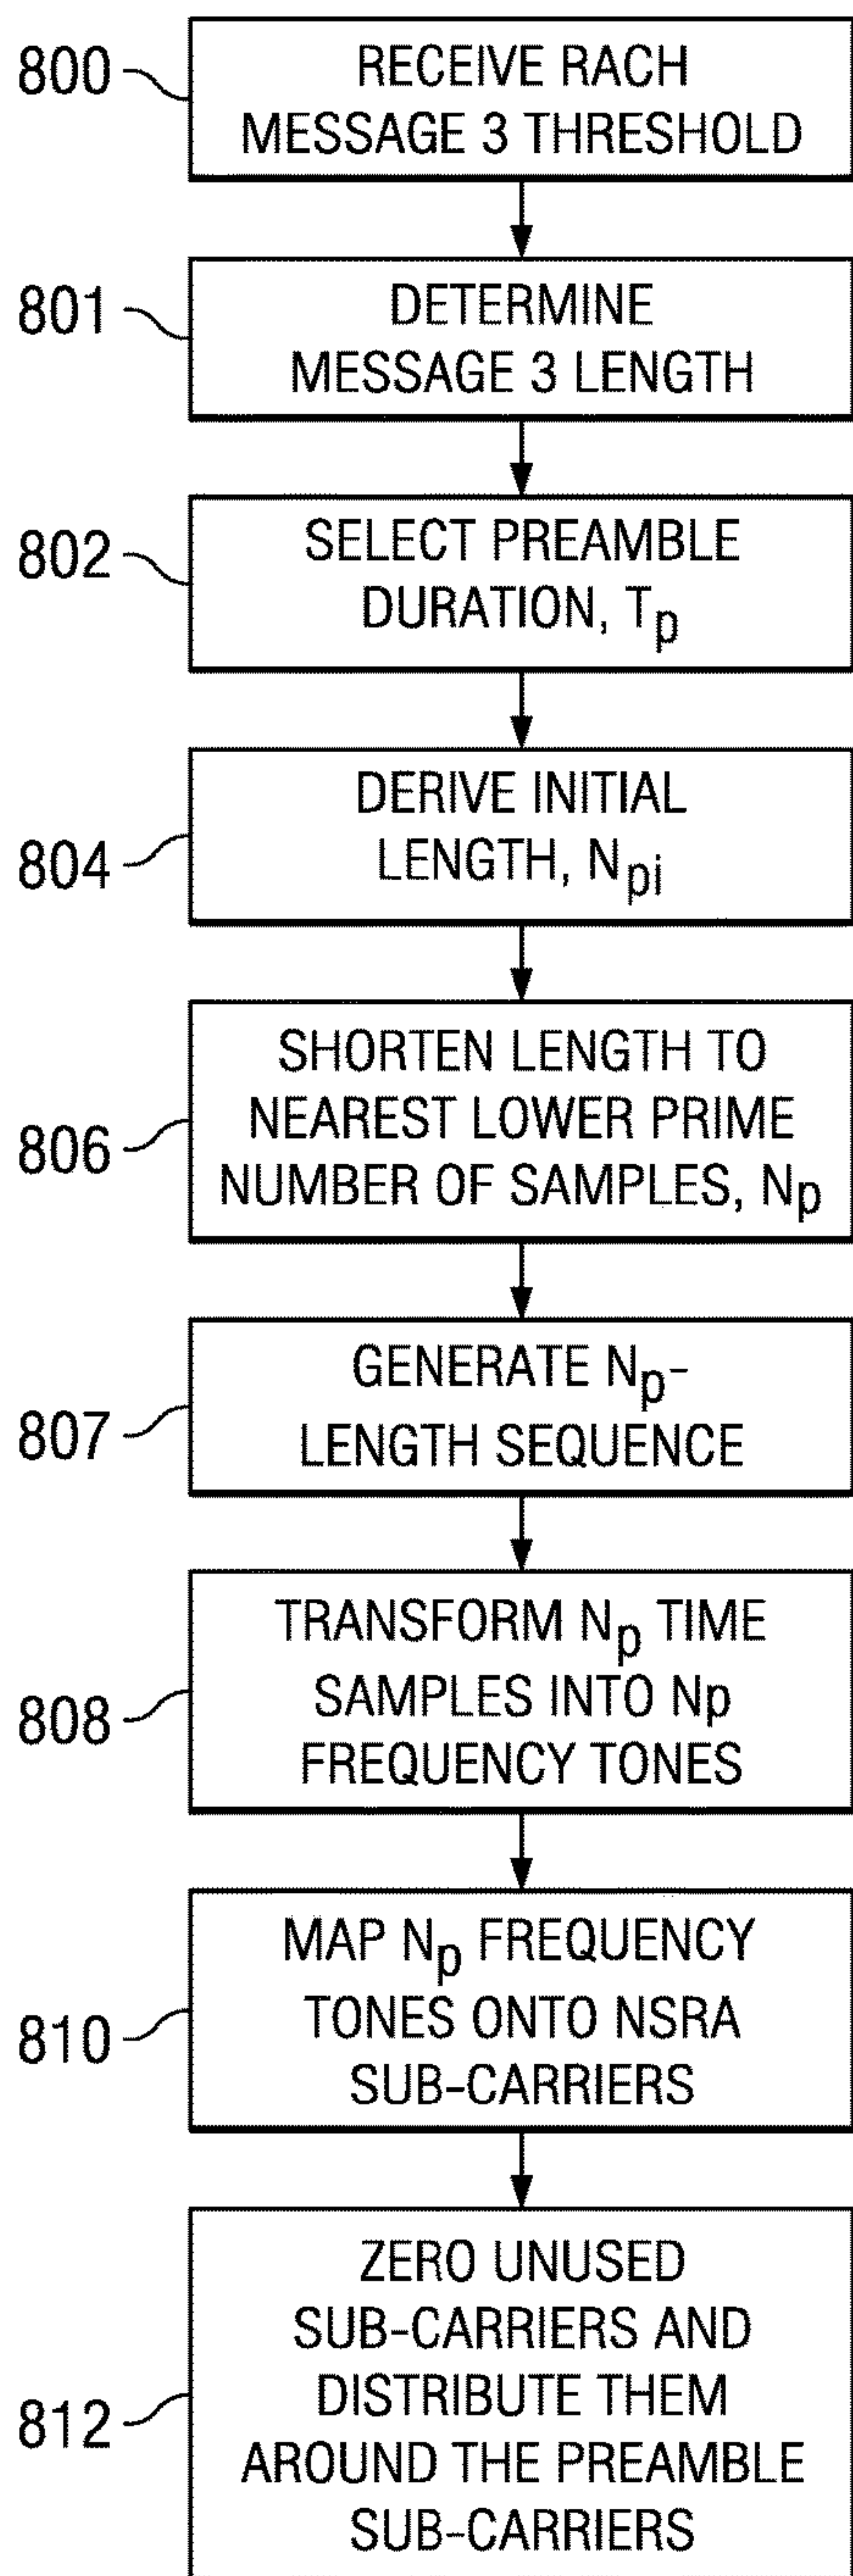 800
RECEIVE RACH
MESSAGE 3 THRESHOLD
801
DETERMINE
MESSAGE 3 LENGTH
802
SELECT PREAMBLE
DURATION, Tp
804
DERIVE INITIAL
LENGTH, Npi
806
SHORTEN LENGTH TO
NEAREST LOWER PRIME
NUMBER OF SAMPLES, Np
807
GENERATE Np-
LENGTH SEQUENCE
808
TRANSFORM Np TIME
SAMPLES INTO Np
FREQUENCY TONES
810
MAP Np FREQUENCY
TONES ONTO NSRA
SUB-CARRIERS
812
ZERO UNUSED
SUB-CARRIERS AND
DISTRIBUTE THEM
AROUND THE PREAMBLE
SUB-CARRIERS